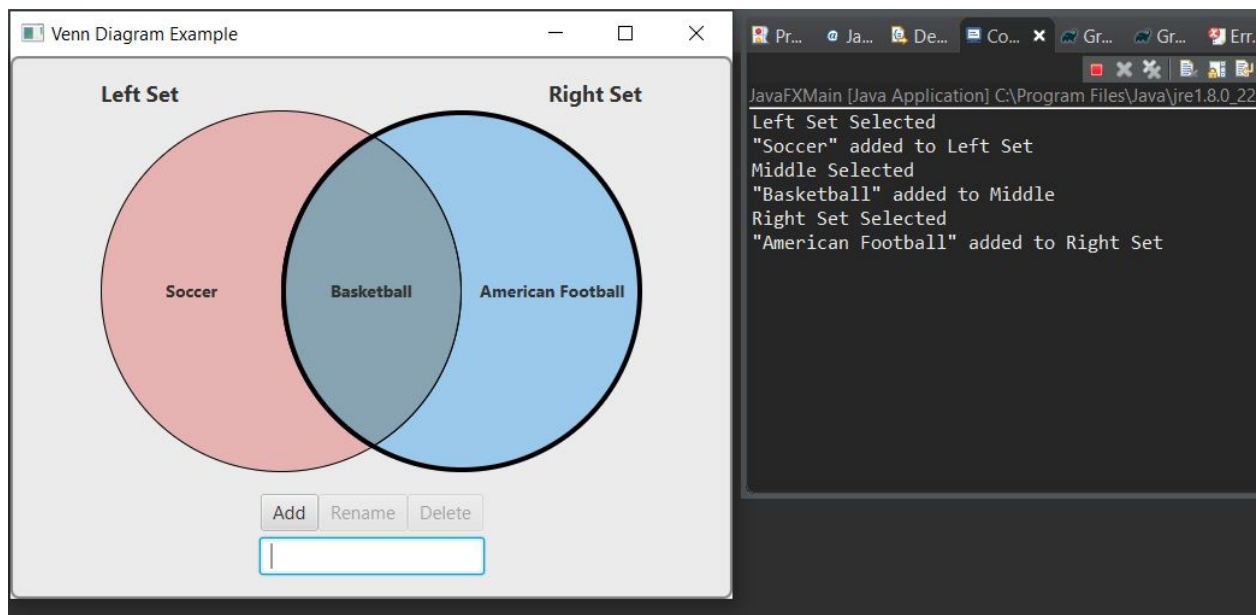 Venn Diagram Example
Left Set
Right Set
Soccer
Basketball
American Football
Add
Rename
Delete
Pr...
Ja...
De...
Co...
Gr...
Gr...
Err.
JavaFXMain [Java Application] C:\Program Files\Java\jre1.8.0_22
Left Set Selected
"Soccer" added to Left Set
Middle Selected
"Basketball" added to Middle
Right Set Selected
"American Football" added to Right Set